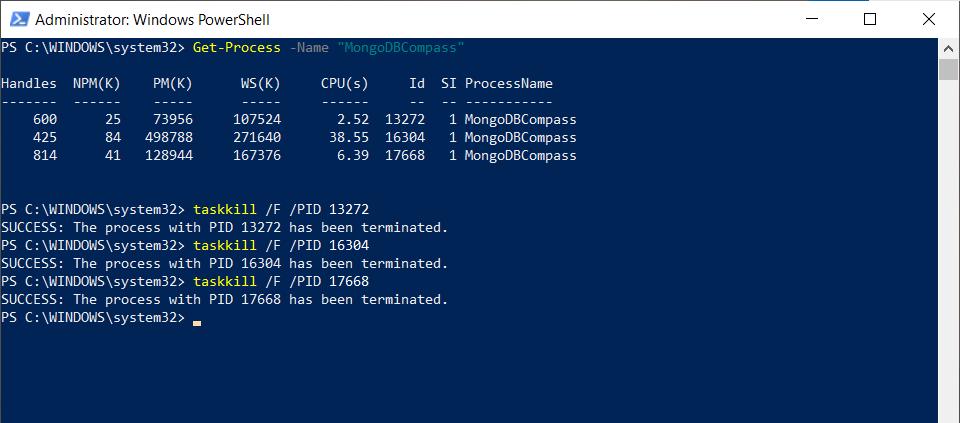 Administrator: Windows PowerShell
PS C:\WINDOWS\system32> Get-Process -Name "MongoDBCompass"
Handles  NPM(K)    PM(K)      WS(K)     CPU(s)     Id  SI ProcessName
-------  ------    -----      -----     ------     --  -- -----------
    600      25    73956     107524       2.52  13272   1 MongoDBCompass
    425      84   498788     271640      38.55  16304   1 MongoDBCompass
    814      41   128944     167376       6.39  17668   1 MongoDBCompass
PS C:\WINDOWS\system32> taskkill /F /PID 13272
SUCCESS: The process with PID 13272 has been terminated.
PS C:\WINDOWS\system32> taskkill /F /PID 16304
SUCCESS: The process with PID 16304 has been terminated.
PS C:\WINDOWS\system32> taskkill /F /PID 17668
SUCCESS: The process with PID 17668 has been terminated.
PS C:\WINDOWS\system32>